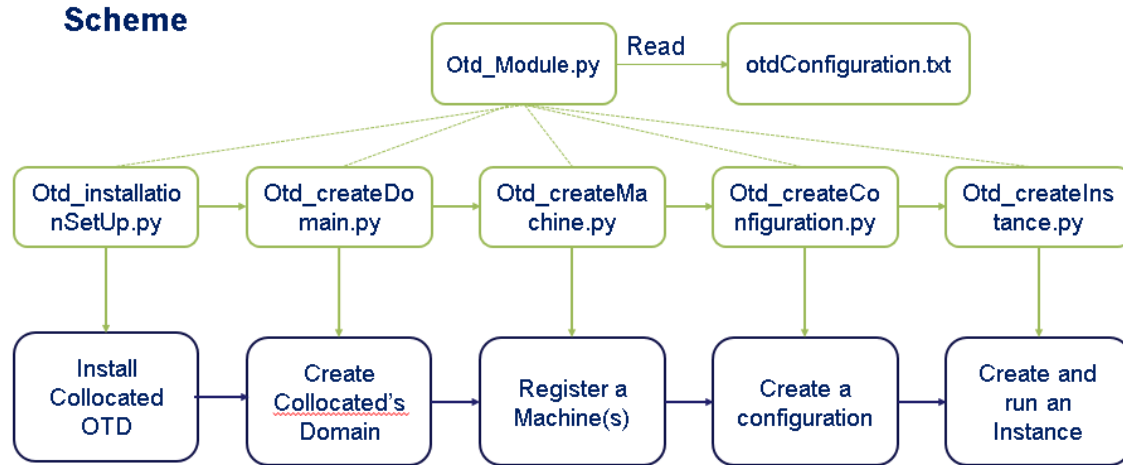 Scheme
Otd_Module.py
Read
otdConfiguration.txt
Otd_installatio
nSetUp.py
Otd_createDo
main.py
Otd_createMa
chine.py
Otd_createCo
nfiguration.py
Otd_createIns
tance.py
Install
Collocated
OTD
Create
Collocated's
Domain
Register a
Machine(s)
Create a
configuration
Create and
run an
Instance